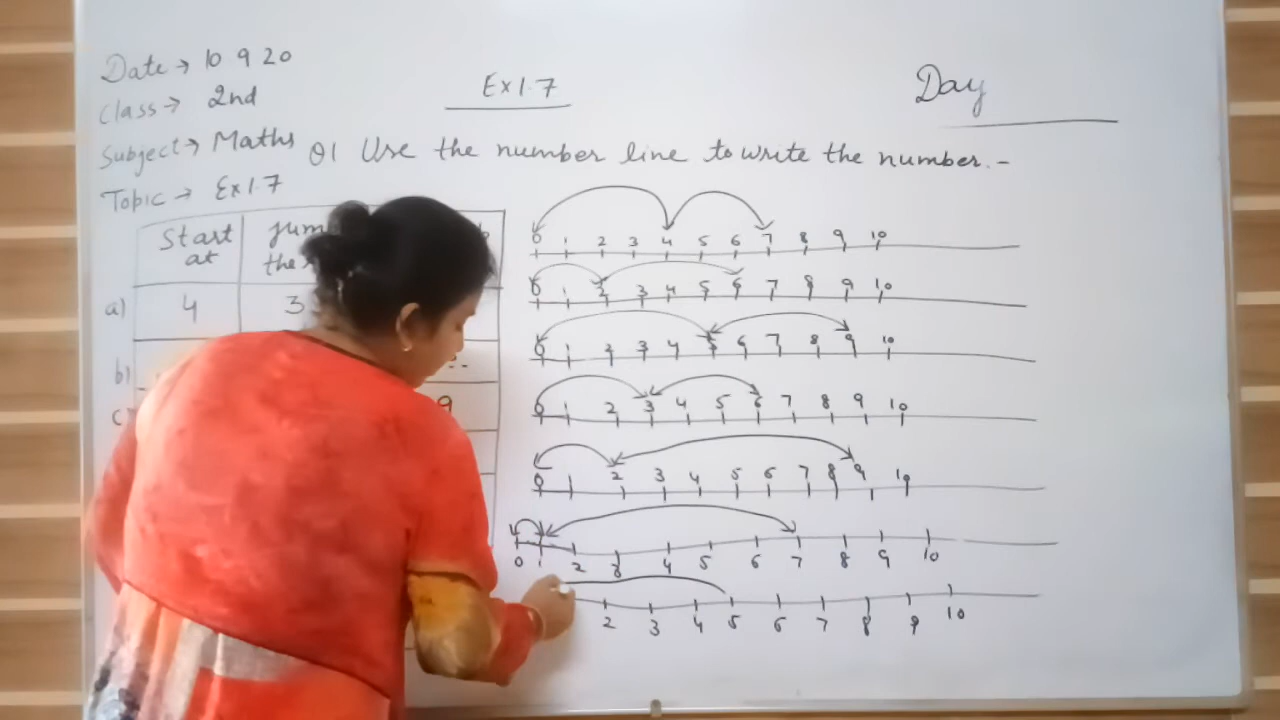 Date → 10 9 20
Class → 2nd
Subject → Maths
Topic → Ex 1.7
Ex 1.7
Day
Q1 Use the number line to write the number.-
Start at
a) 4 3
b)
9
0 1 2 3 4 5 6 7 8 9 10
0 1 2 3 4 5 6 7 8 9 10
0 1 2 3 4 5 6 7 8 9 10
0 1 2 3 4 5 6 7 8 9 10
0 1 2 3 4 5 6 7 8 9 10
0 1 2 3 4 5 6 7 8 9 10
2 3 4 5 6 7 8 9 10